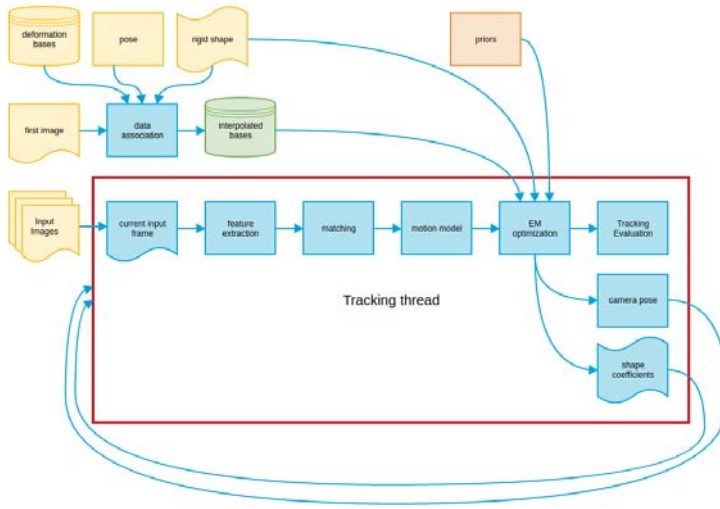 deformation
bases
pose
rigid shape
priors
first image
data
association
interpolated
bases
Input
Images
current input
frame
feature
extraction
matching
motion model
EM
optimization
Tracking
Evaluation
Tracking thread
camera pose
shape
coefficients